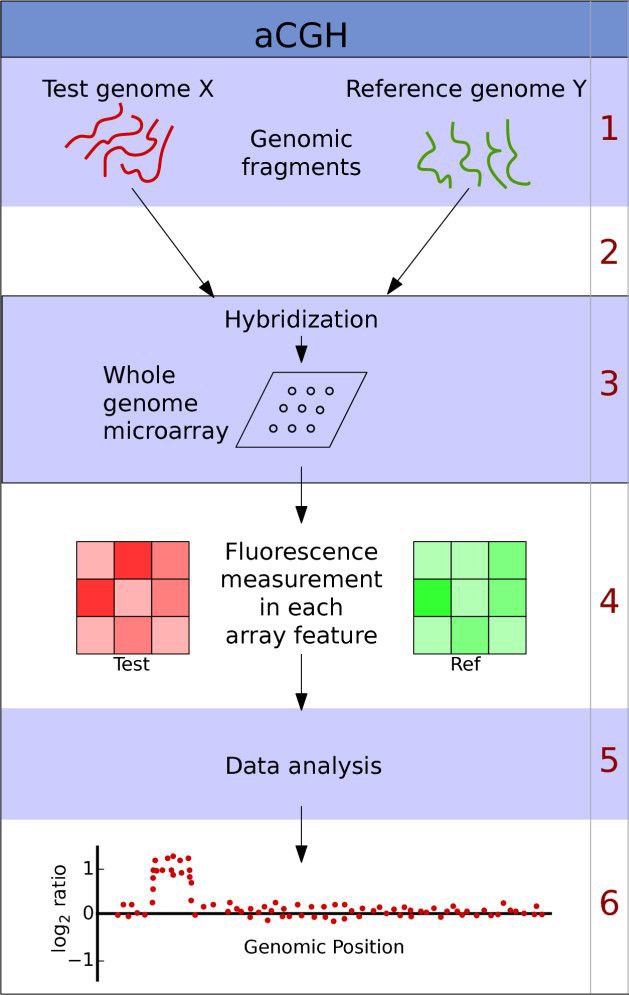 aCGH
Test genome X
Reference genome Y
Genomic
fragments
1
2
Hybridization
Whole
genome
microarray
3
Fluorescence
measurement
in each
array feature
Test
Ref
4
Data analysis
5
log2 ratio
1
0
−1
Genomic Position
6